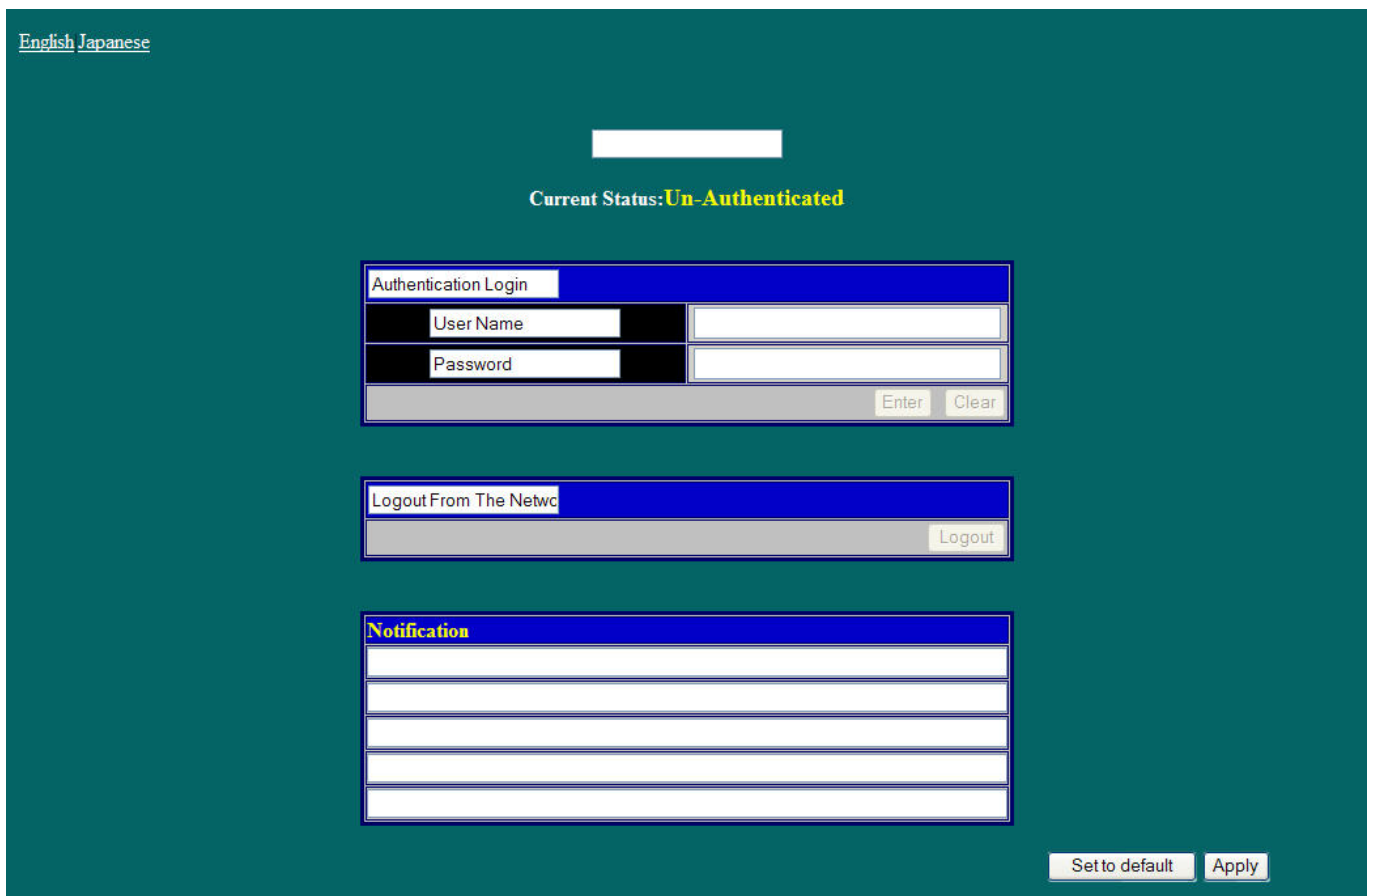 English Japanese
Current Status:Un-Authenticated
Authentication Login
User Name
Password
Enter Clear
Logout From The Netwo
Logout
Notification
Set to default Apply